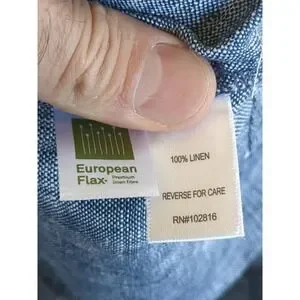 European
Flax®
Premium
Linen Fibre
100% LINEN
REVERSE FOR CARE
RN#102816